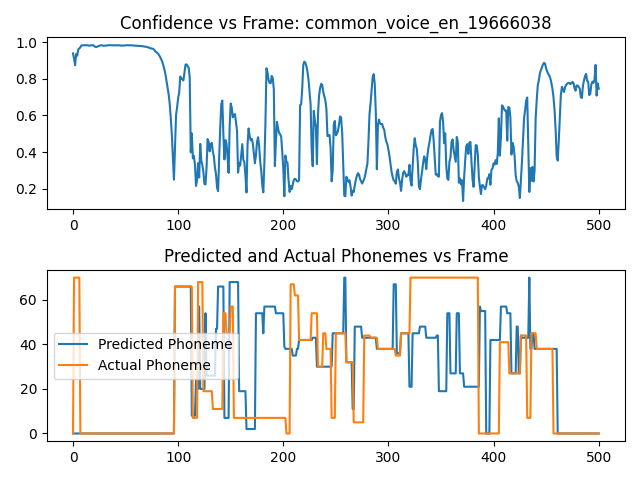 Confidence vs Frame: common_voice_en_19666038
1.0
0.8
0.6
0.4
0.2
0 100 200 300 400 500
Predicted and Actual Phonemes vs Frame
60
40
20
0
Predicted Phoneme
Actual Phoneme
0 100 200 300 400 500